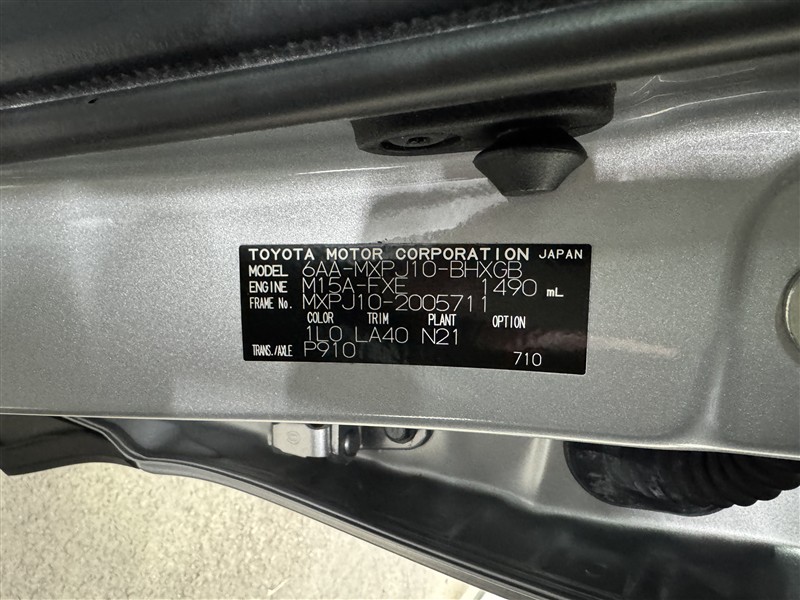 TOYOTA MOTOR CORPORATION JAPAN
MODEL 6AA-MXPJ10-BHXGB
ENGINE M15A-FXE 1490 mL
FRAME No. MXPJ10-2005711
COLOR TRIM PLANT OPTION
1L0 LA40 N21
TRANS./AXLE P910 710